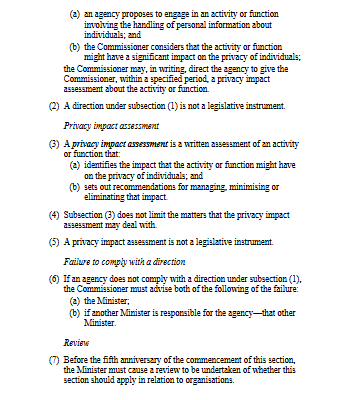 (a) an agency proposes to engage in an activity or function
involving the handling of personal information about
individuals; and
(b) the Commissioner considers that the activity or function
might have a significant impact on the privacy of individuals;
the Commissioner may, in writing, direct the agency to give the
Commissioner, within a specified period, a privacy impact
assessment about the activity or function.
(2) A direction under subsection (1) is not a legislative instrument.
Privacy impact assessment
(3) A privacy impact assessment is a written assessment of an activity
or function that:
(a) identifies the impact that the activity or function might have
on the privacy of individuals; and
(b) sets out recommendations for managing, minimising or
eliminating that impact.
(4) Subsection (3) does not limit the matters that the privacy impact
assessment may deal with.
(5) A privacy impact assessment is not a legislative instrument.
Failure to comply with a direction
(6) If an agency does not comply with a direction under subsection (1),
the Commissioner must advise both of the following of the failure:
(a) the Minister;
(b) if another Minister is responsible for the agency—that other
Minister.
Review
(7) Before the fifth anniversary of the commencement of this section,
the Minister must cause a review to be undertaken of whether this
section should apply in relation to organisations.